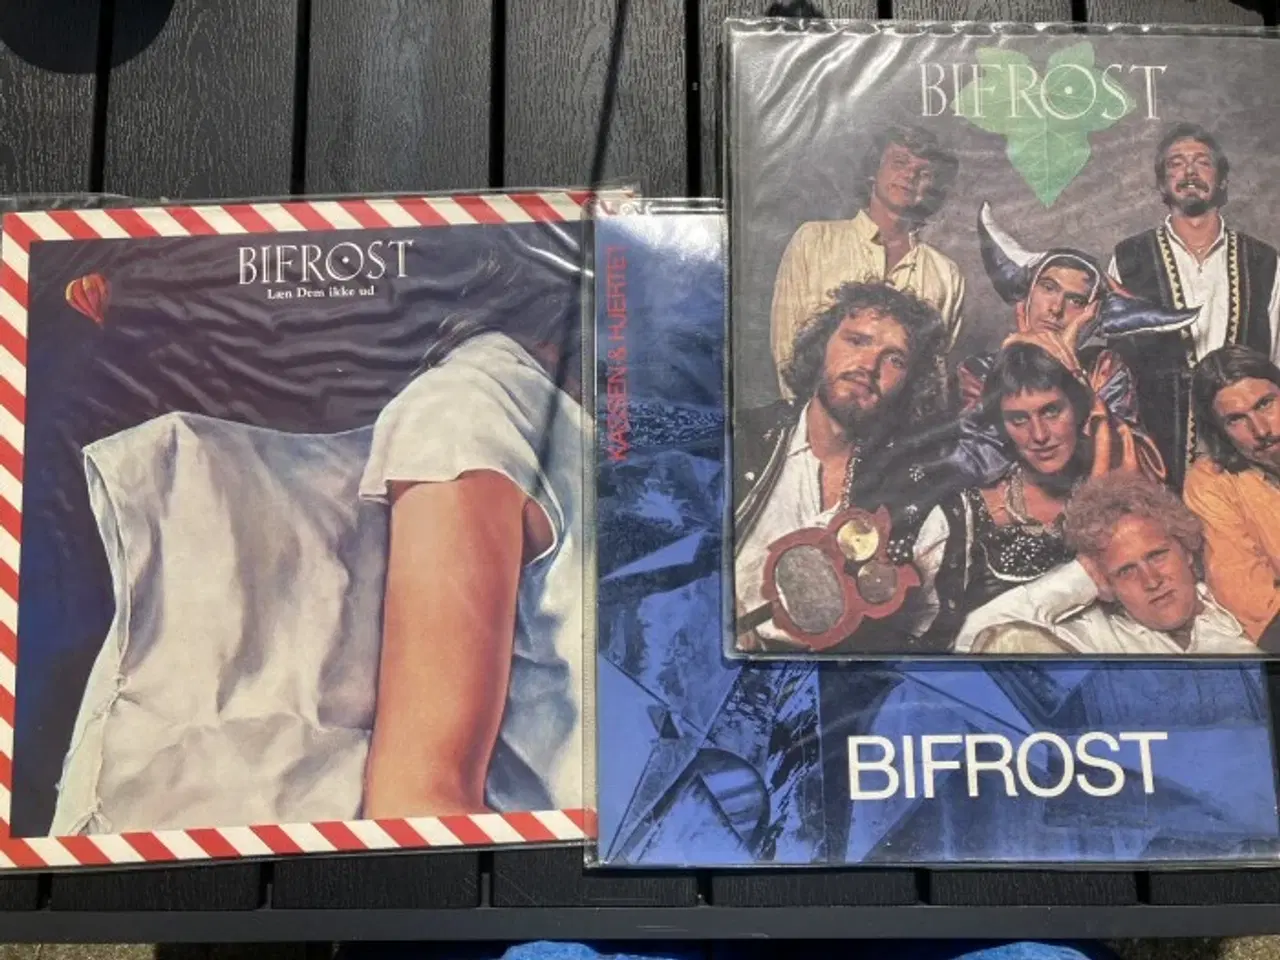 BIFROST
Læn Dem ikke ud
KASSEN & HJERTET
BIFROST
BIFROST